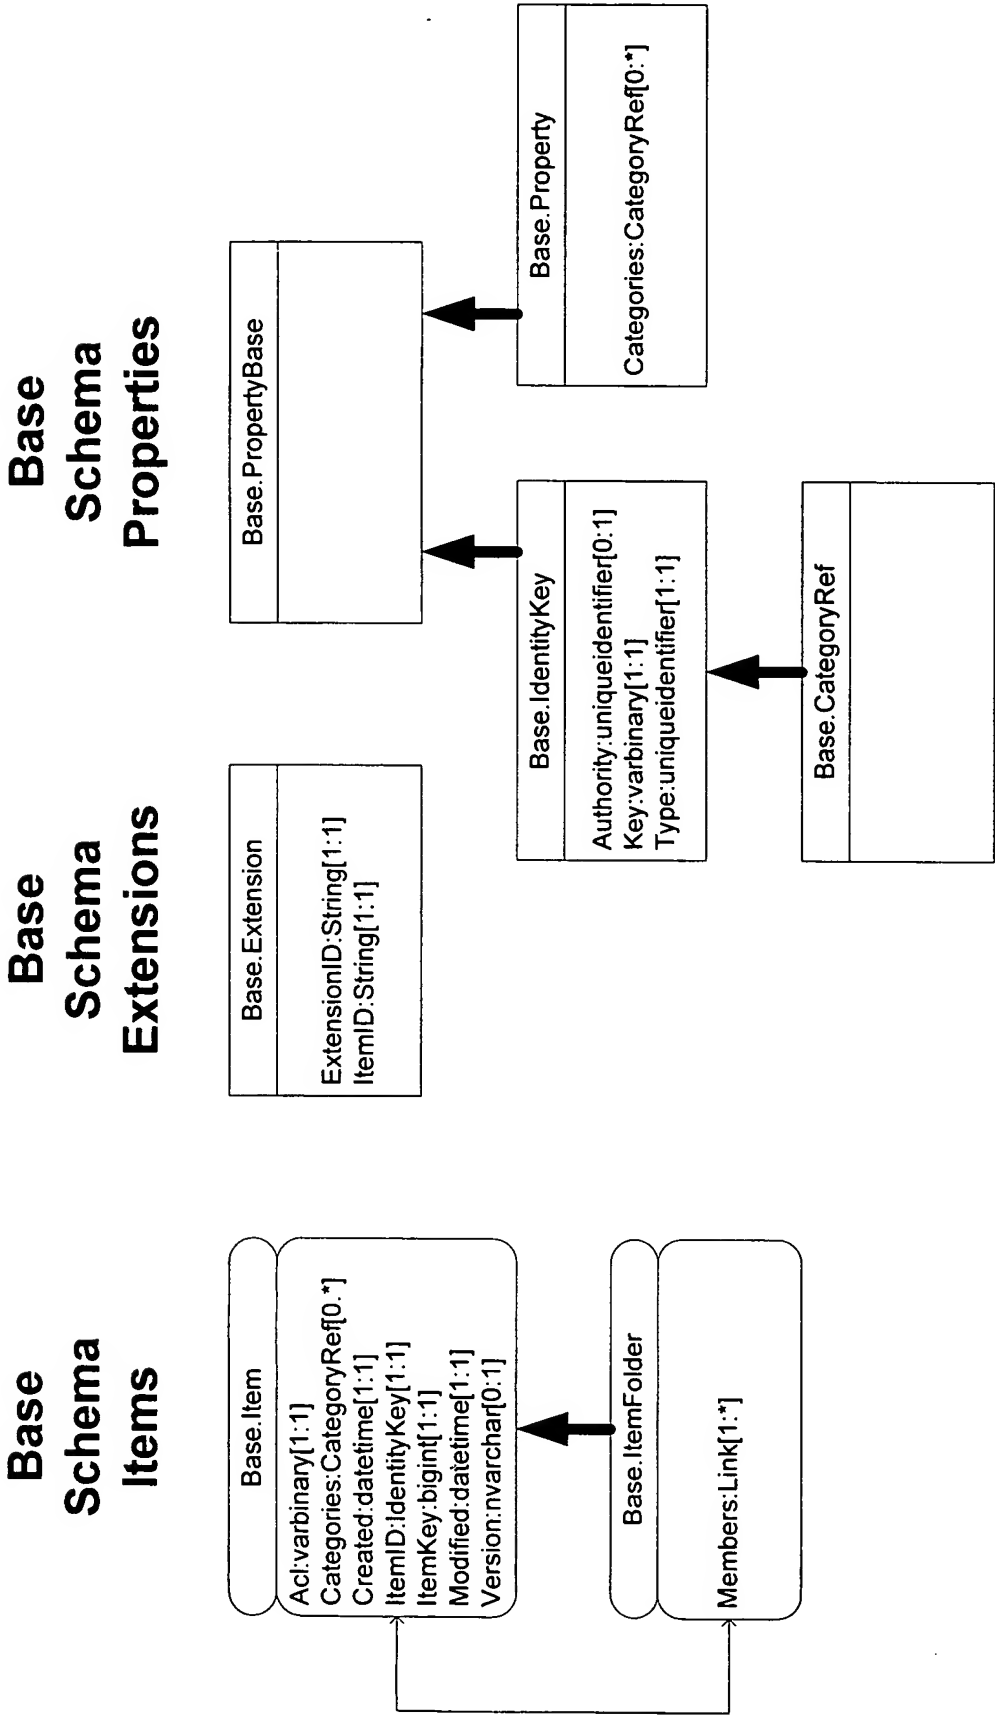 Base
Schema
Items
Base.Item
Acl:varbinary[1:1]
Categories:CategoryRef[0.*]
Created:datetime[1:1]
ItemID:IdentityKey[1:1]
ItemKey:bigint[1:1]
Modified:datetime[1:1]
Version:nvarchar[0:1]
Base.ItemFolder
Members:Link[1:*]
Base
Schema
Extensions
Base.Extension
ExtensionID:String[1:1]
ItemID:String[1:1]
Base
Schema
Properties
Base.PropertyBase
Base.IdentityKey
Authority:uniqueidentifier[0:1]
Key:varbinary[1:1]
Type:uniqueidentifier[1:1]
Base.Property
Categories:CategoryRef[0:*]
Base.CategoryRef